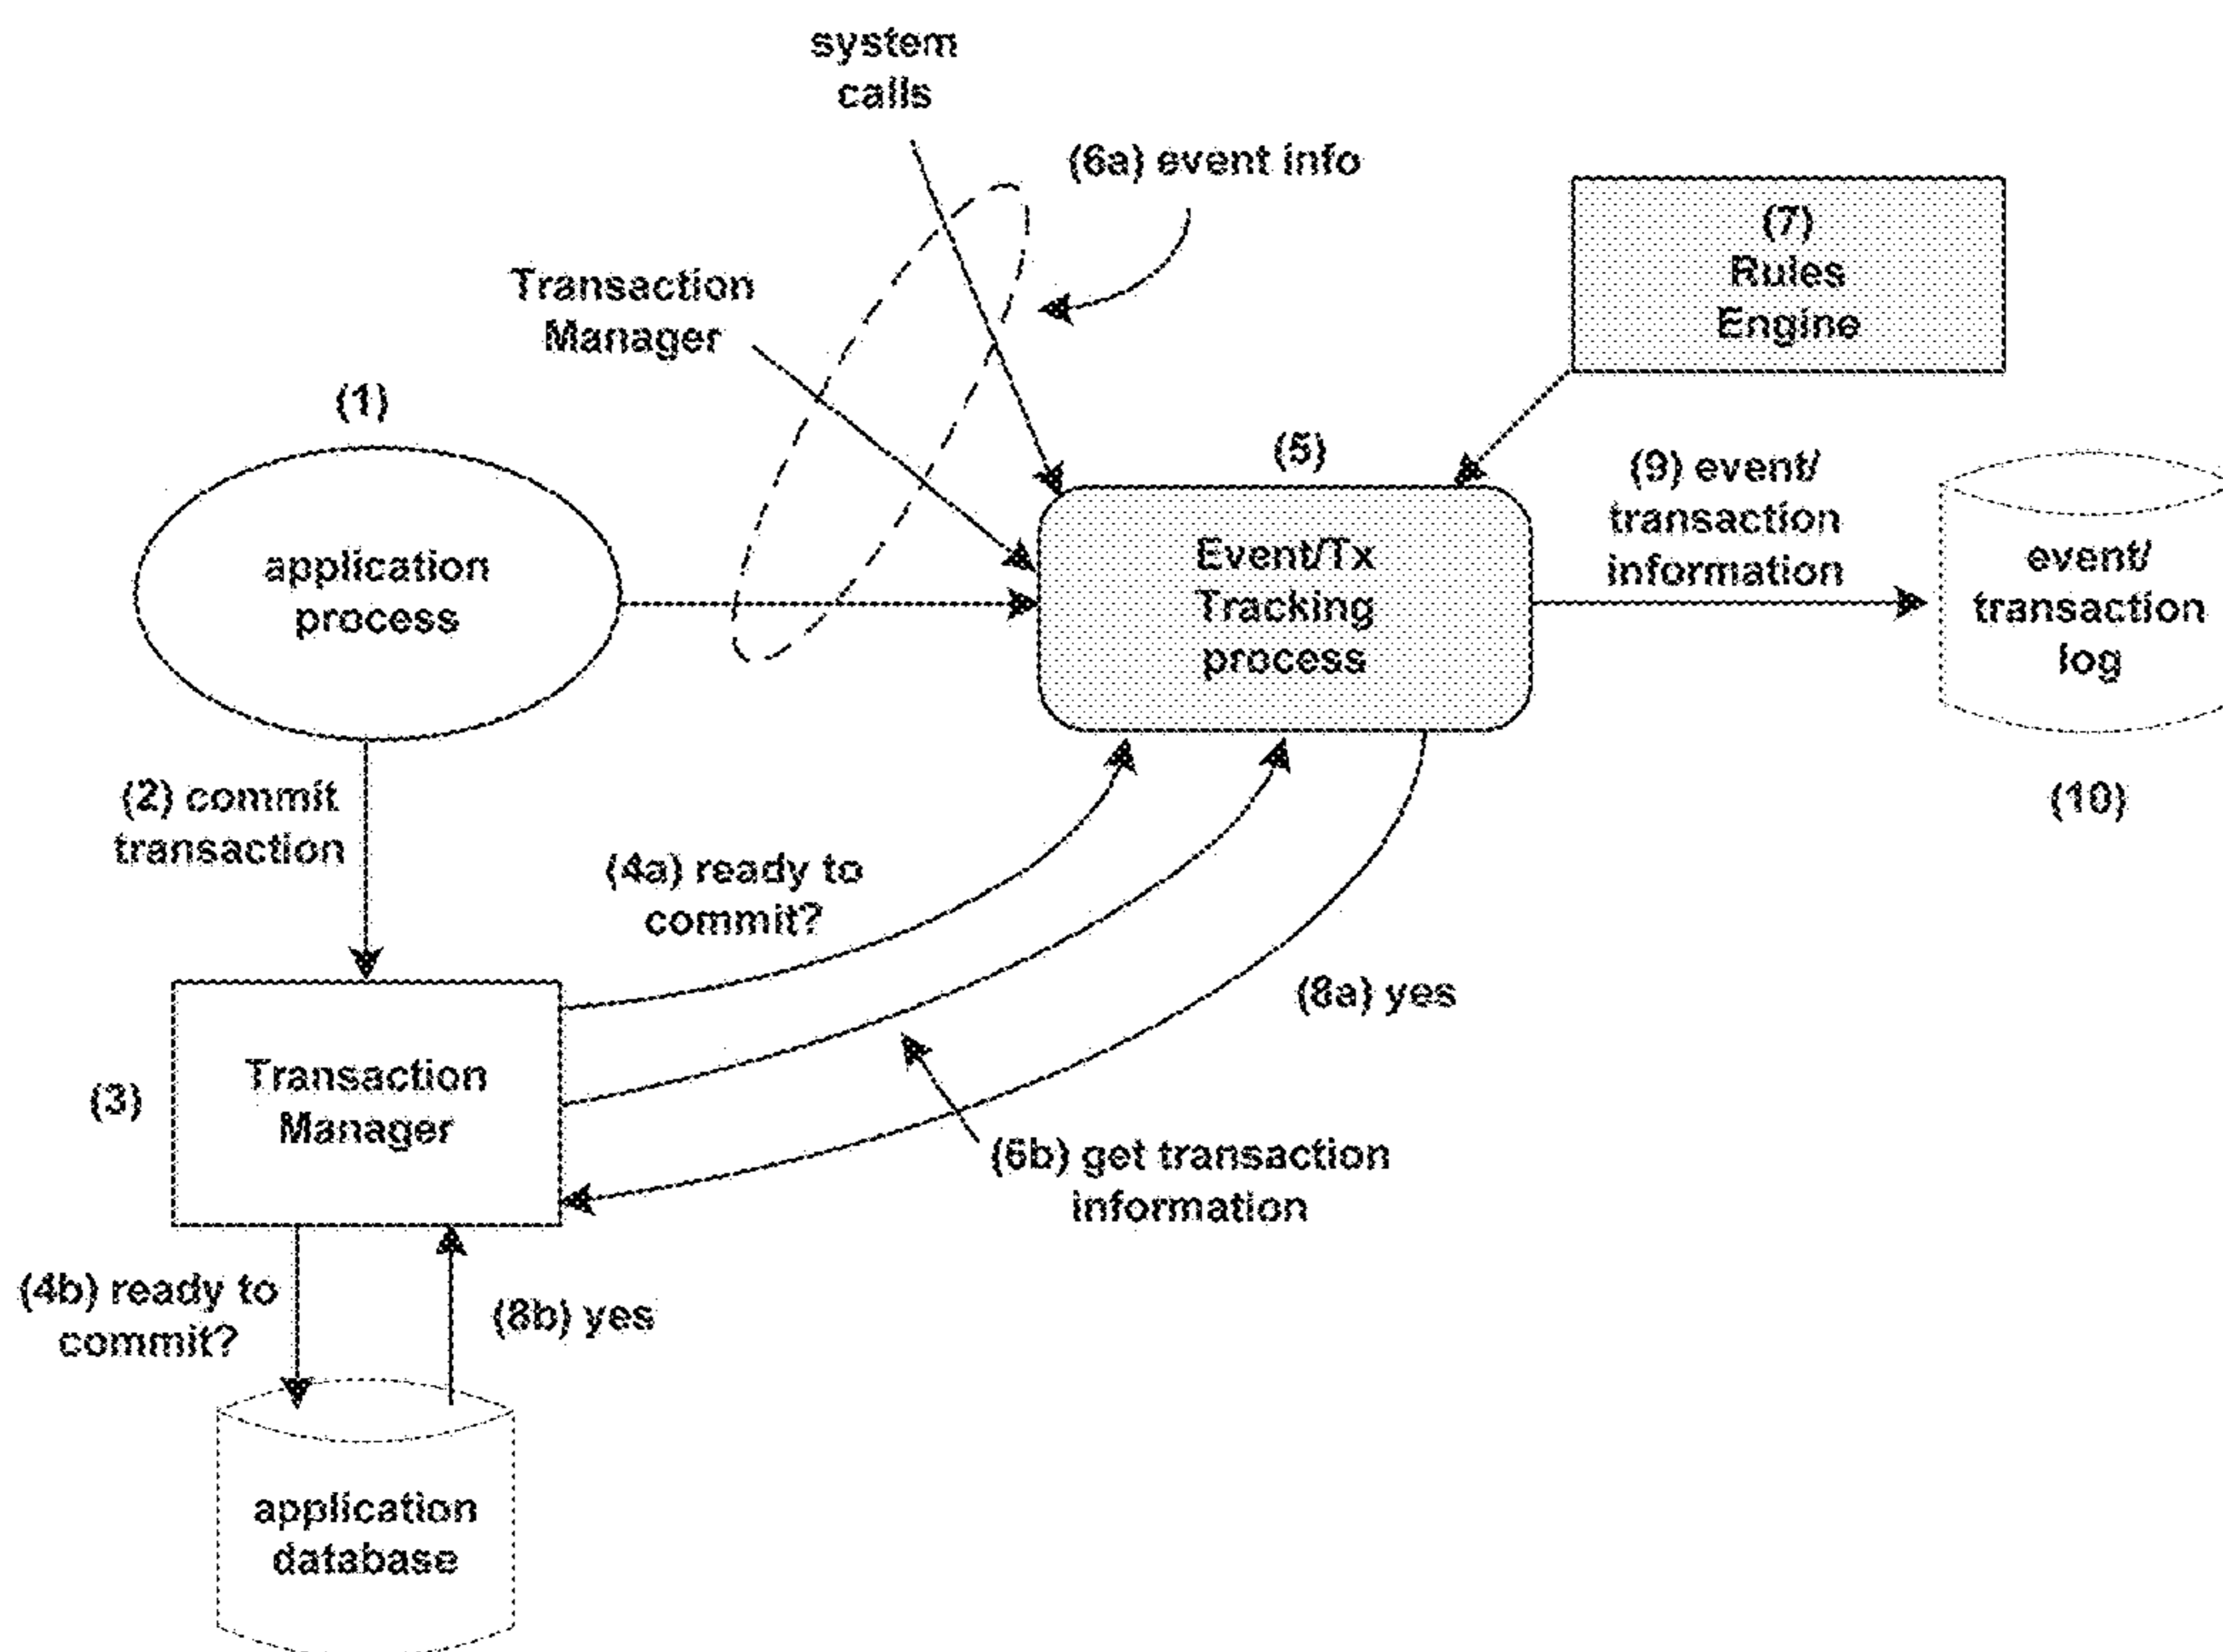 system
calls
(6a) event info
(7)
Rules
Engine
Transaction
Manager
(1)
application
process
(5)
Event/Tx
Tracking
process
(9) event/
transaction
information
event/
transaction
log
(10)
(2) commit
transaction
(4a) ready to
commit?
(8a) yes
(3)
Transaction
Manager
(6b) get transaction
information
(4b) ready to
commit?
(8b) yes
application
database